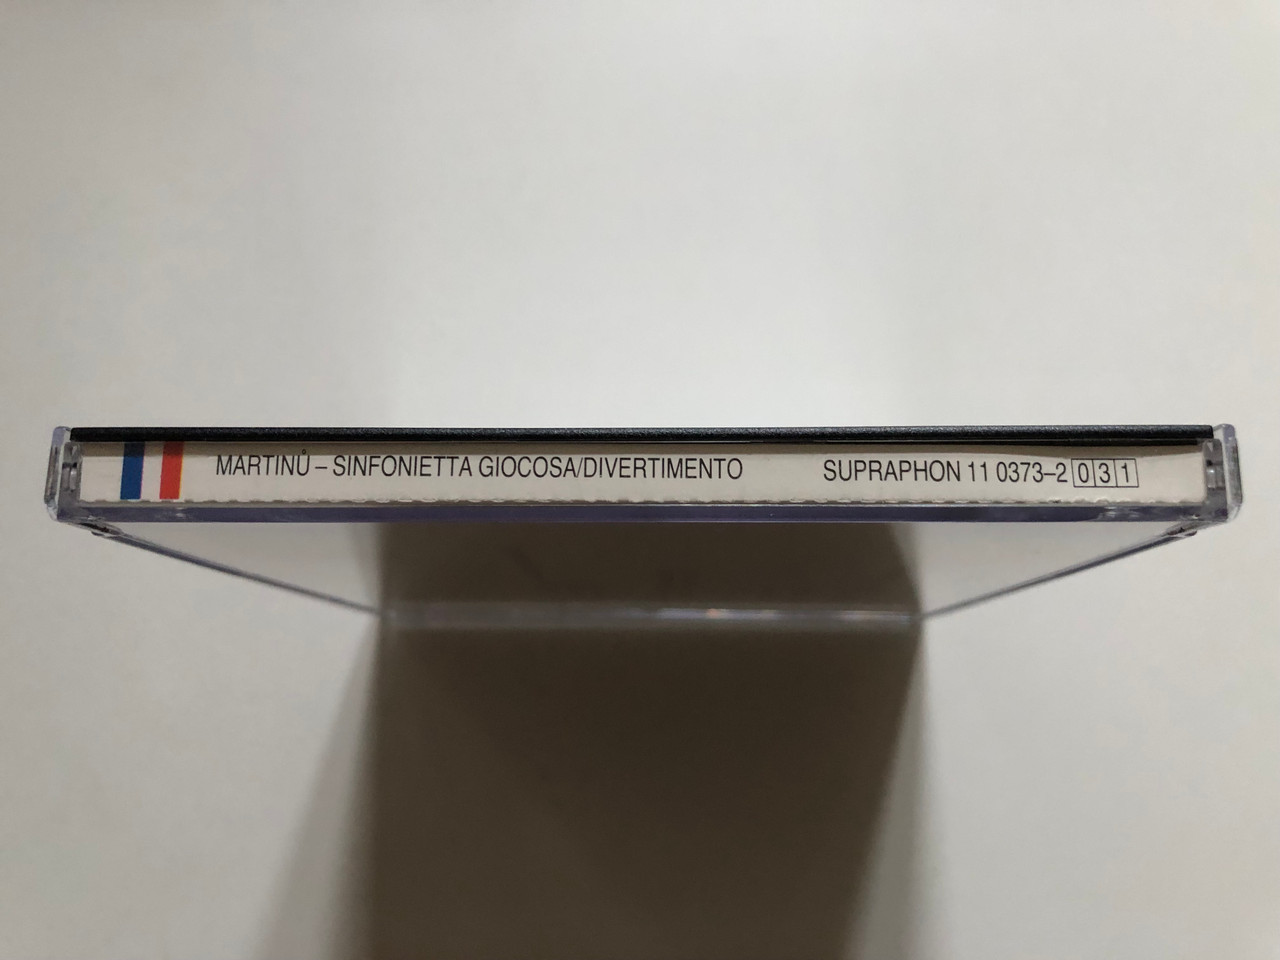 MARTINŮ – SINFONIETTA GIOCOSA/DIVERTIMENTO SUPRAPHON 11 0373–2 031